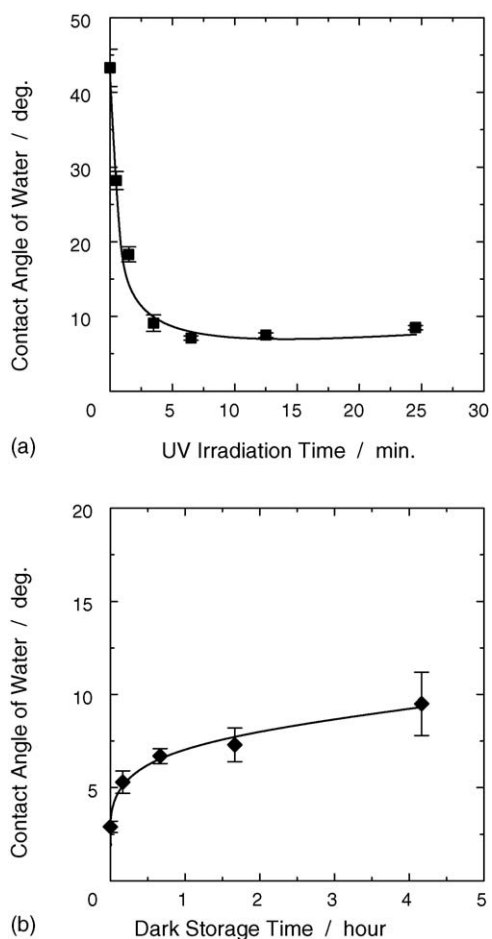 50
40
30
20
10
0
Contact Angle of Water / deg.
0 5 10 15 20 25 30
(a) UV Irradiation Time / min.
20
15
10
5
0
Contact Angle of Water / deg.
0 1 2 3 4 5
(b) Dark Storage Time / hour